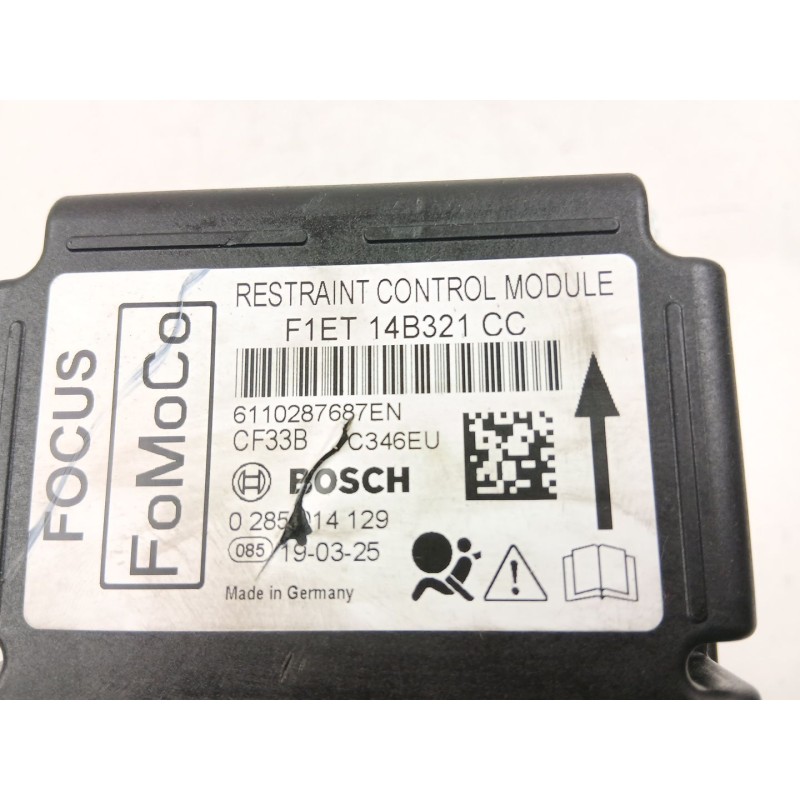 FOCUS
FoMoCo
RESTRAINT CONTROL MODULE
F1ET 14B321 CC
6110287687EN
CF33B C346EU
BOSCH
0 285 014 129
085 19-03-25
Made in Germany